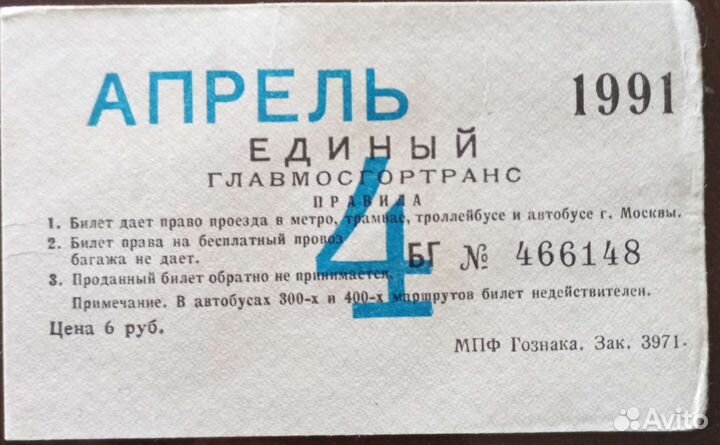 АПРЕЛЬ 1991
ЕДИНЫЙ
ГЛАВМОСГОРТРАНС
ПРАВИЛА
1. Билет дает право проезда в метро, трамвае, троллейбусе и автобусе г. Москвы.
2. Билет права на бесплатный провоз
багажа не дает.
БГ № 466148
3. Проданный билет обратно не принимается.
Примечание. В автобусах 300-х и 400-х маршрутов билет недействителен.
4
Цена 6 руб.
МПФ Гознака. Зак. 3971.
Avito